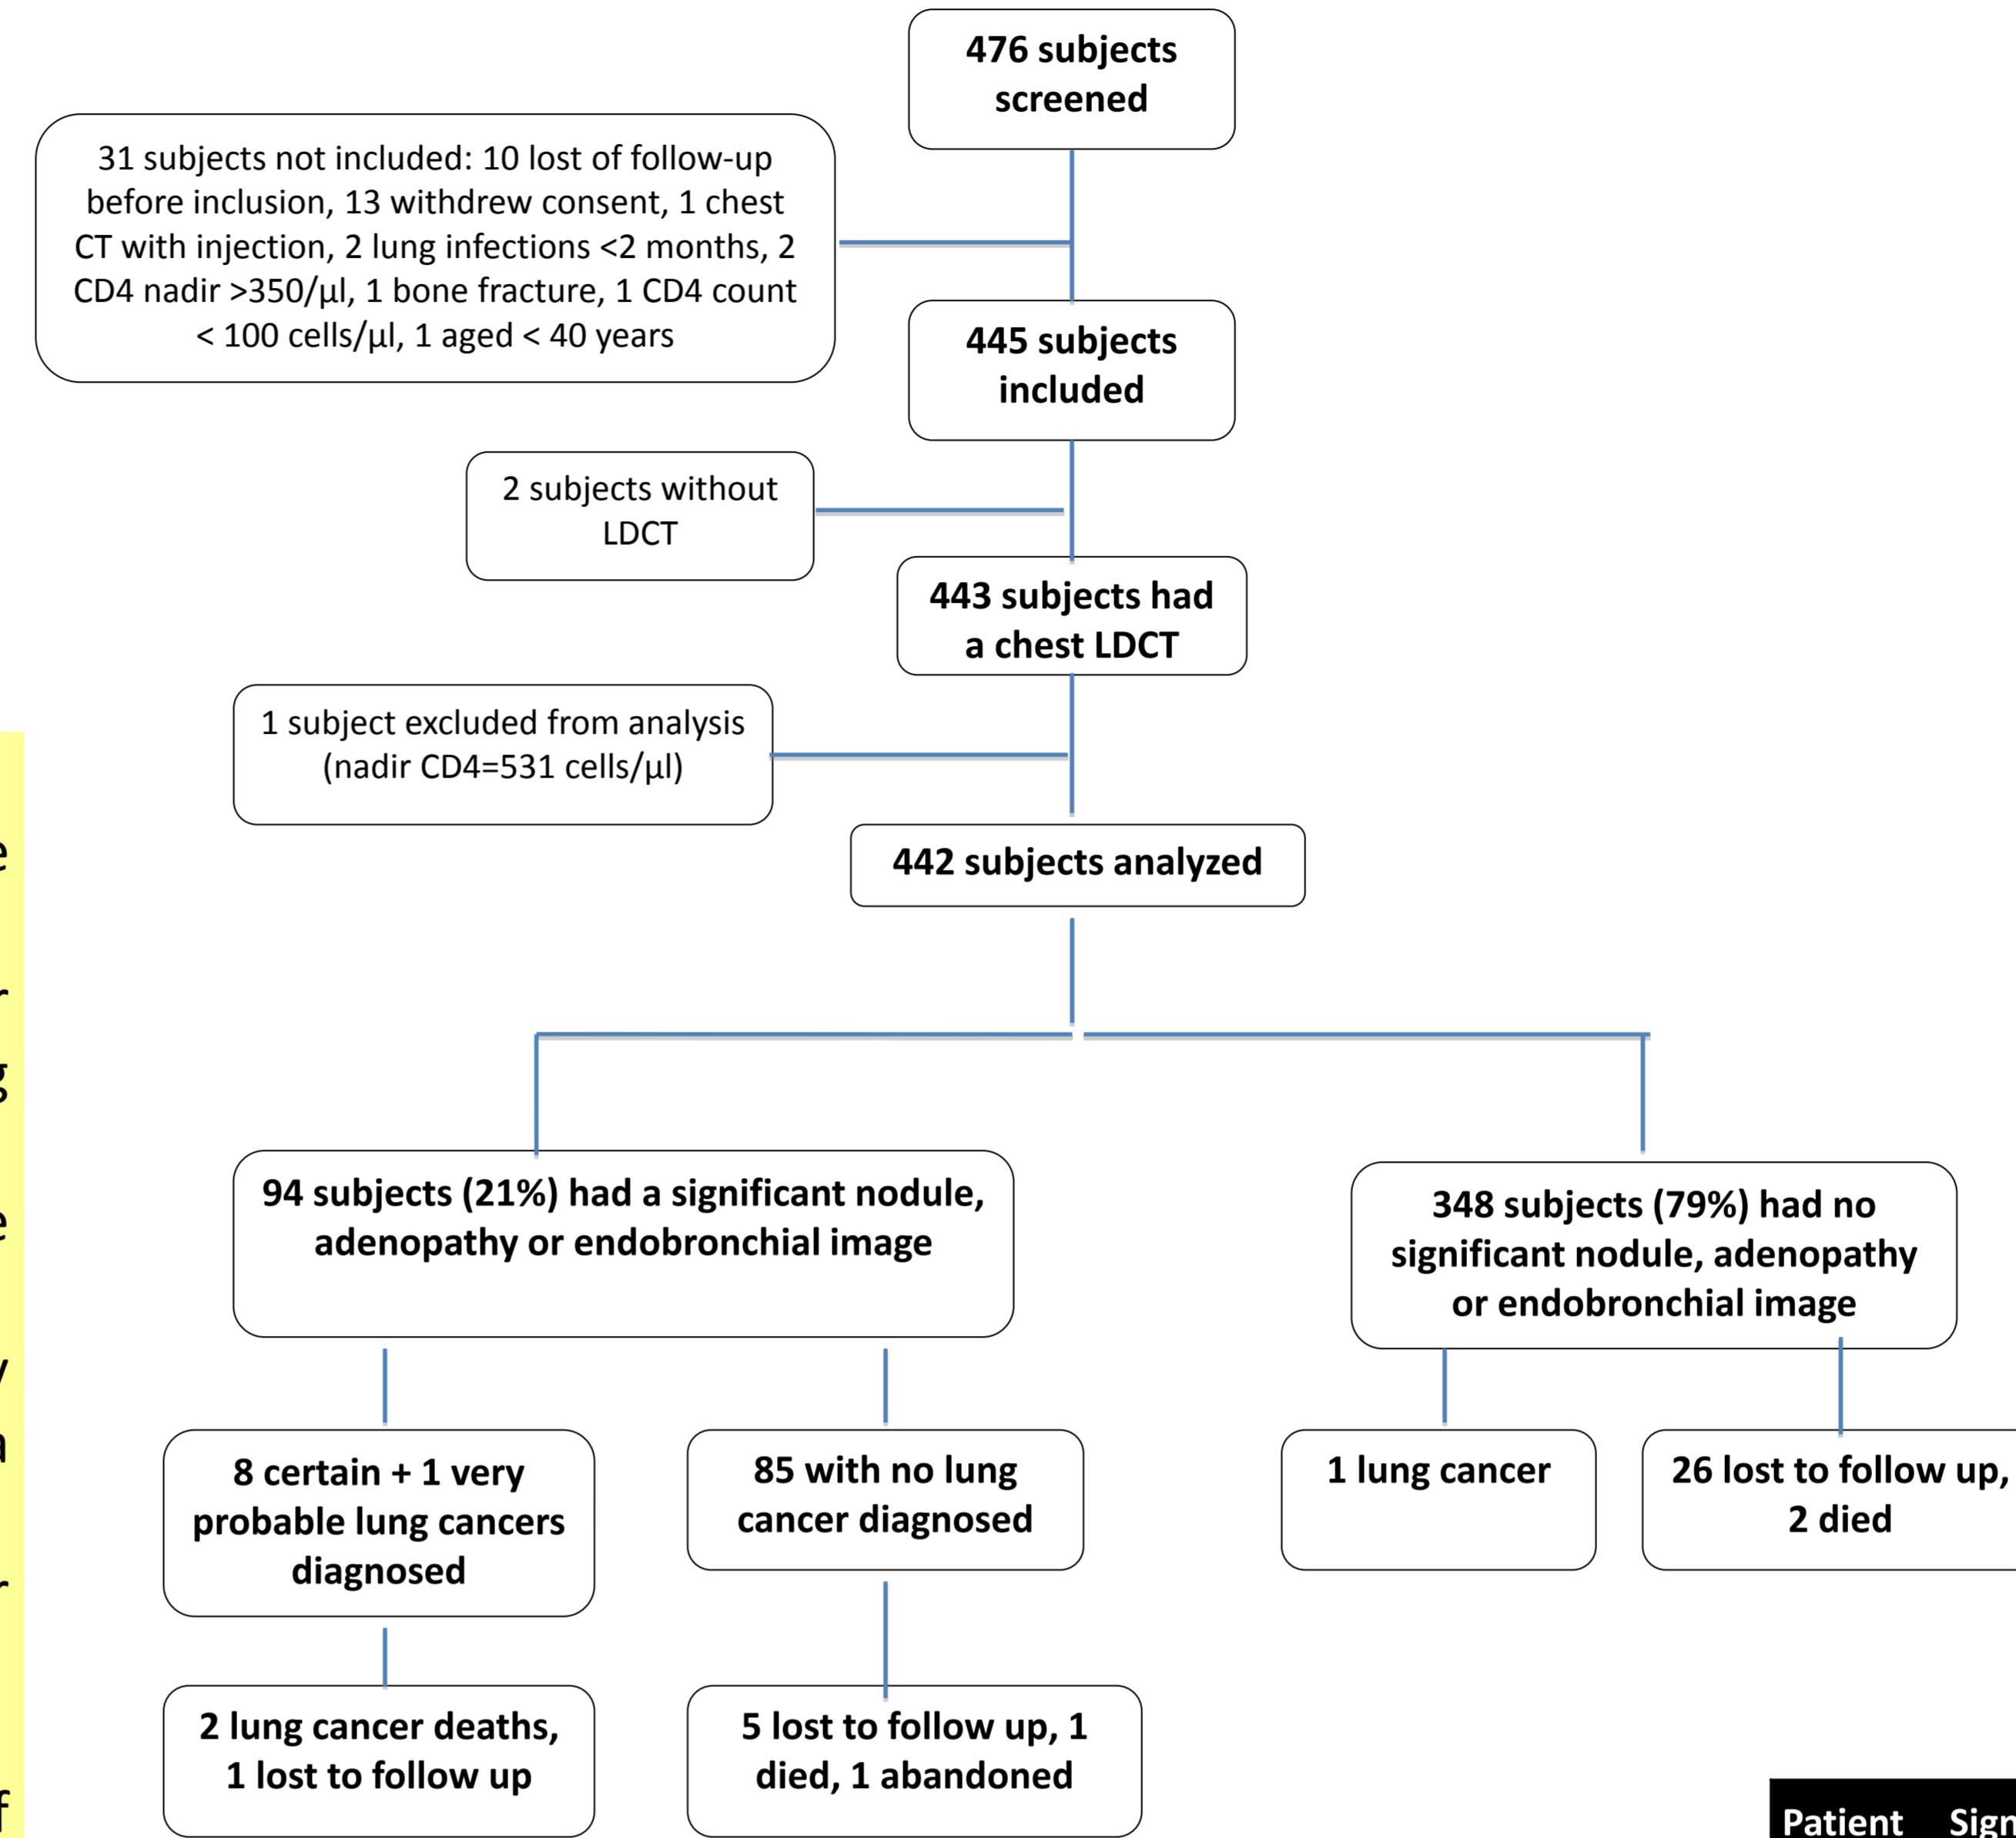 476 subjects
screened
31 subjects not included: 10 lost of follow-up
before inclusion, 13 withdrew consent, 1 chest
CT with injection, 2 lung infections <2 months, 2
CD4 nadir >350/µl, 1 bone fracture, 1 CD4 count
< 100 cells/µl, 1 aged < 40 years
445 subjects
included
2 subjects without
LDCT
443 subjects had
a chest LDCT
1 subject excluded from analysis
(nadir CD4=531 cells/µl)
442 subjects analyzed
94 subjects (21%) had a significant nodule,
adenopathy or endobronchial image
348 subjects (79%) had no
significant nodule, adenopathy
or endobronchial image
8 certain + 1 very
probable lung cancers
diagnosed
85 with no lung
cancer diagnosed
1 lung cancer
26 lost to follow up,
2 died
2 lung cancer deaths,
1 lost to follow up
5 lost to follow up, 1
died, 1 abandoned
Patient Sign